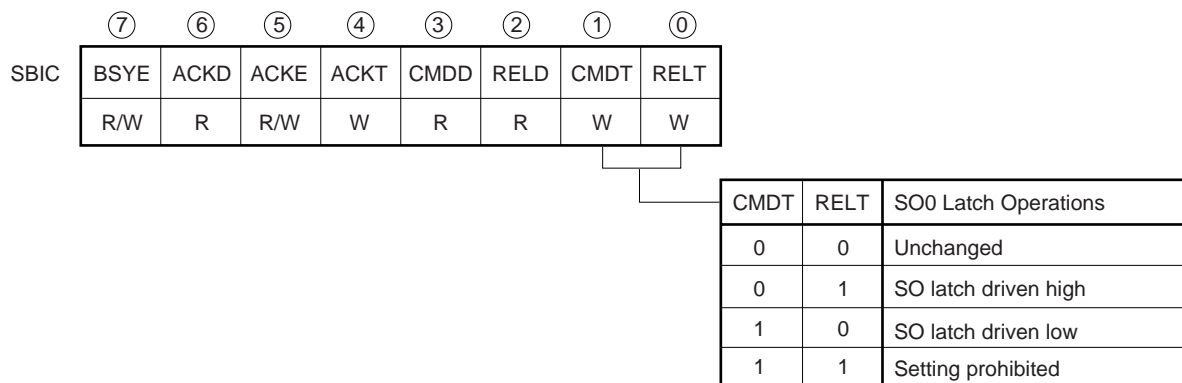 ⑦ ⑥ ⑤ ④ ③ ② ① ⓪
SBIC BSYE ACKD ACKE ACKT CMDD RELD CMDT RELT
R/W R R/W W R R W W
CMDT RELT SO0 Latch Operations
0 0 Unchanged
0 1 SO latch driven high
1 0 SO latch driven low
1 1 Setting prohibited